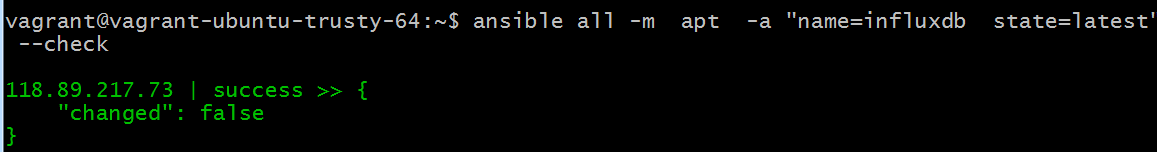 vagrant@vagrant-ubuntu-trusty-64:~$ ansible all -m  apt  -a "name=influxdb  state=latest"
 --check
118.89.217.73 | success >> {
    "changed": false
}